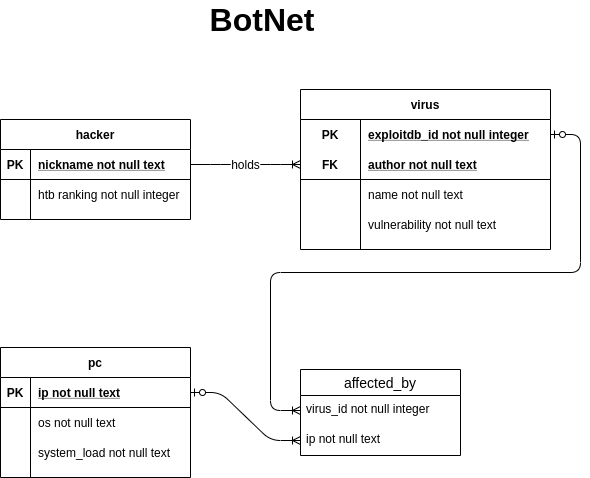 BotNet
hacker
PK nickname not null text
htb ranking not null integer
holds
virus
PK exploitdb_id not null integer
FK author not null text
name not null text
vulnerability not null text
pc
PK ip not null text
os not null text
system_load not null text
affected_by
virus_id not null integer
ip not null text